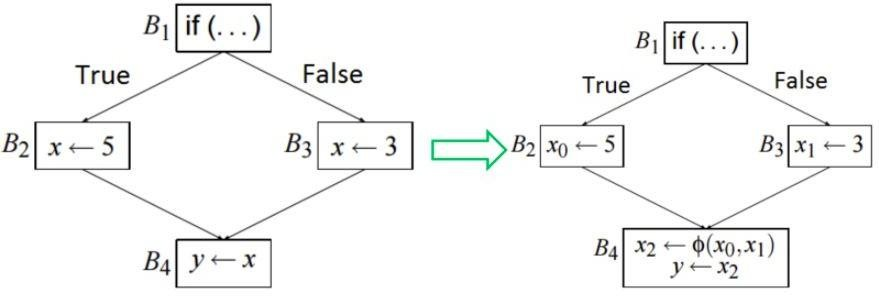 B₁ if (...)
True False
B₂ x ← 5
B₃ x ← 3
B₄ y ← x
B₁ if (...)
True False
B₂ x₀ ← 5
B₃ x₁ ← 3
B₄ x₂ ← ϕ(x₀,x₁)
y ← x₂